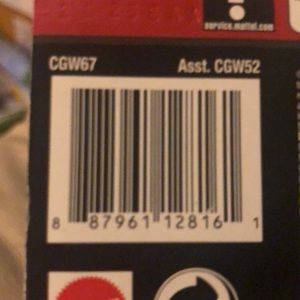 service.mattel.com
CGW67 Asst. CGW52
8 87961 12816 1